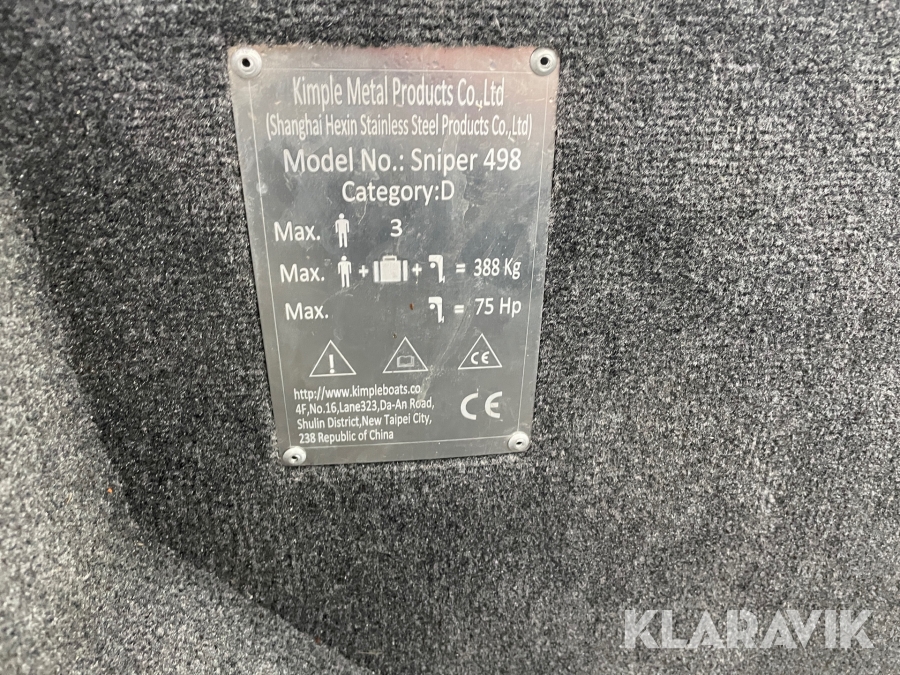 Kimple Metal Products Co.,Ltd
(Shanghai Hexin Stainless Steel Products Co.,Ltd)
Model No.: Sniper 498
Category:D
Max. 3
Max. + + = 388 Kg
Max. = 75 Hp
!
CE
http://www.kimpleboats.co
4F,No.16,Lane323,Da-An Road,
Shulin District,New Taipei City,
238 Republic of China
CE
KLARAVIK